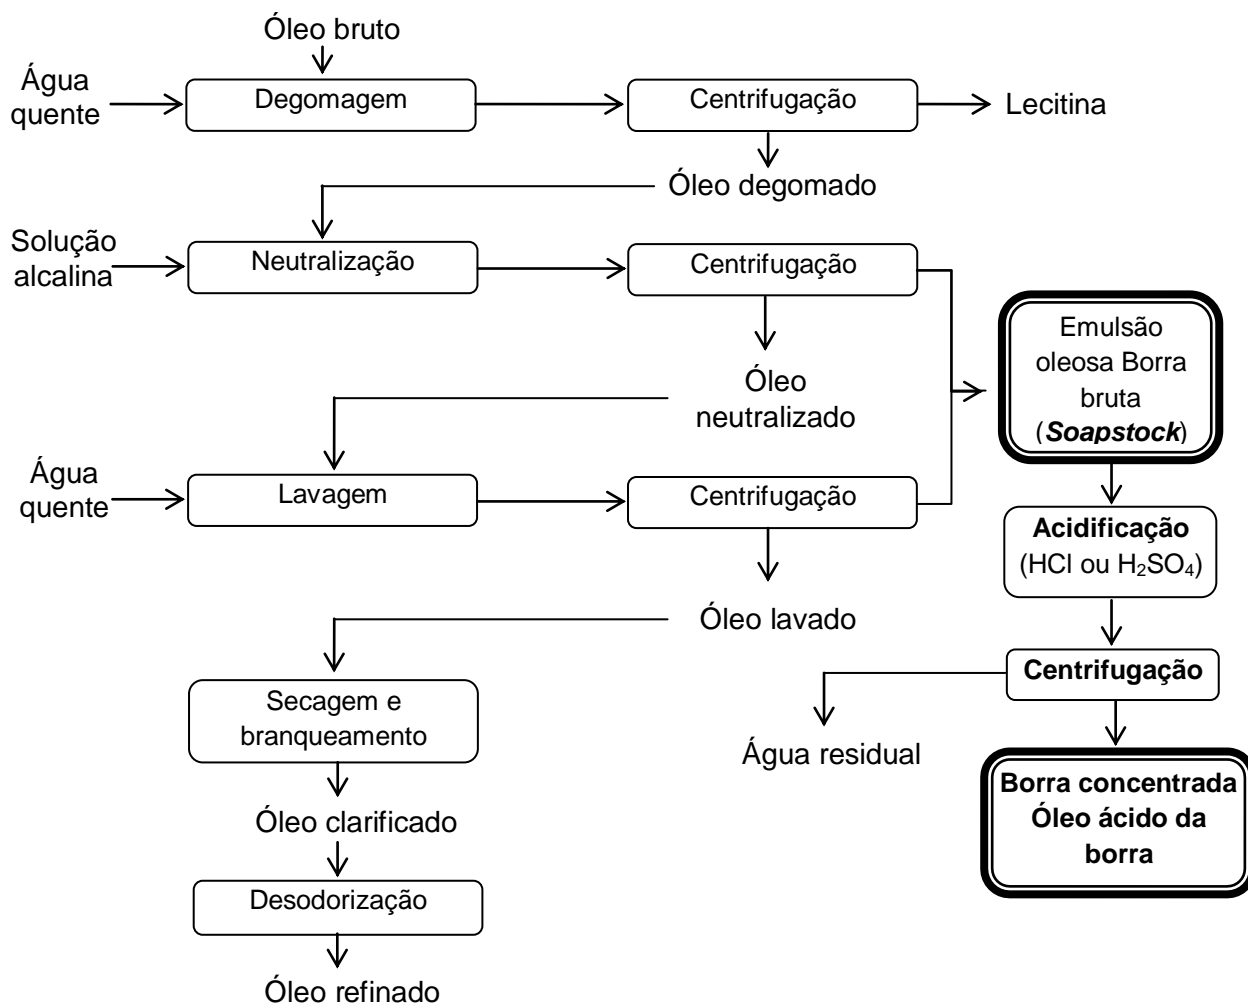 Óleo bruto
Água
quente
Degomagem
Centrifugação
Lecitina
Óleo degomado
Solução
alcalina
Neutralização
Centrifugação
Emulsão
oleosa Borra
bruta
(Soapstock)
Óleo
neutralizado
Água
quente
Lavagem
Centrifugação
Acidificação
(HCl ou H₂SO₄)
Óleo lavado
Centrifugação
Secagem e
branqueamento
Água residual
Borra concentrada
Óleo ácido da
borra
Óleo clarificado
Desodorização
Óleo refinado